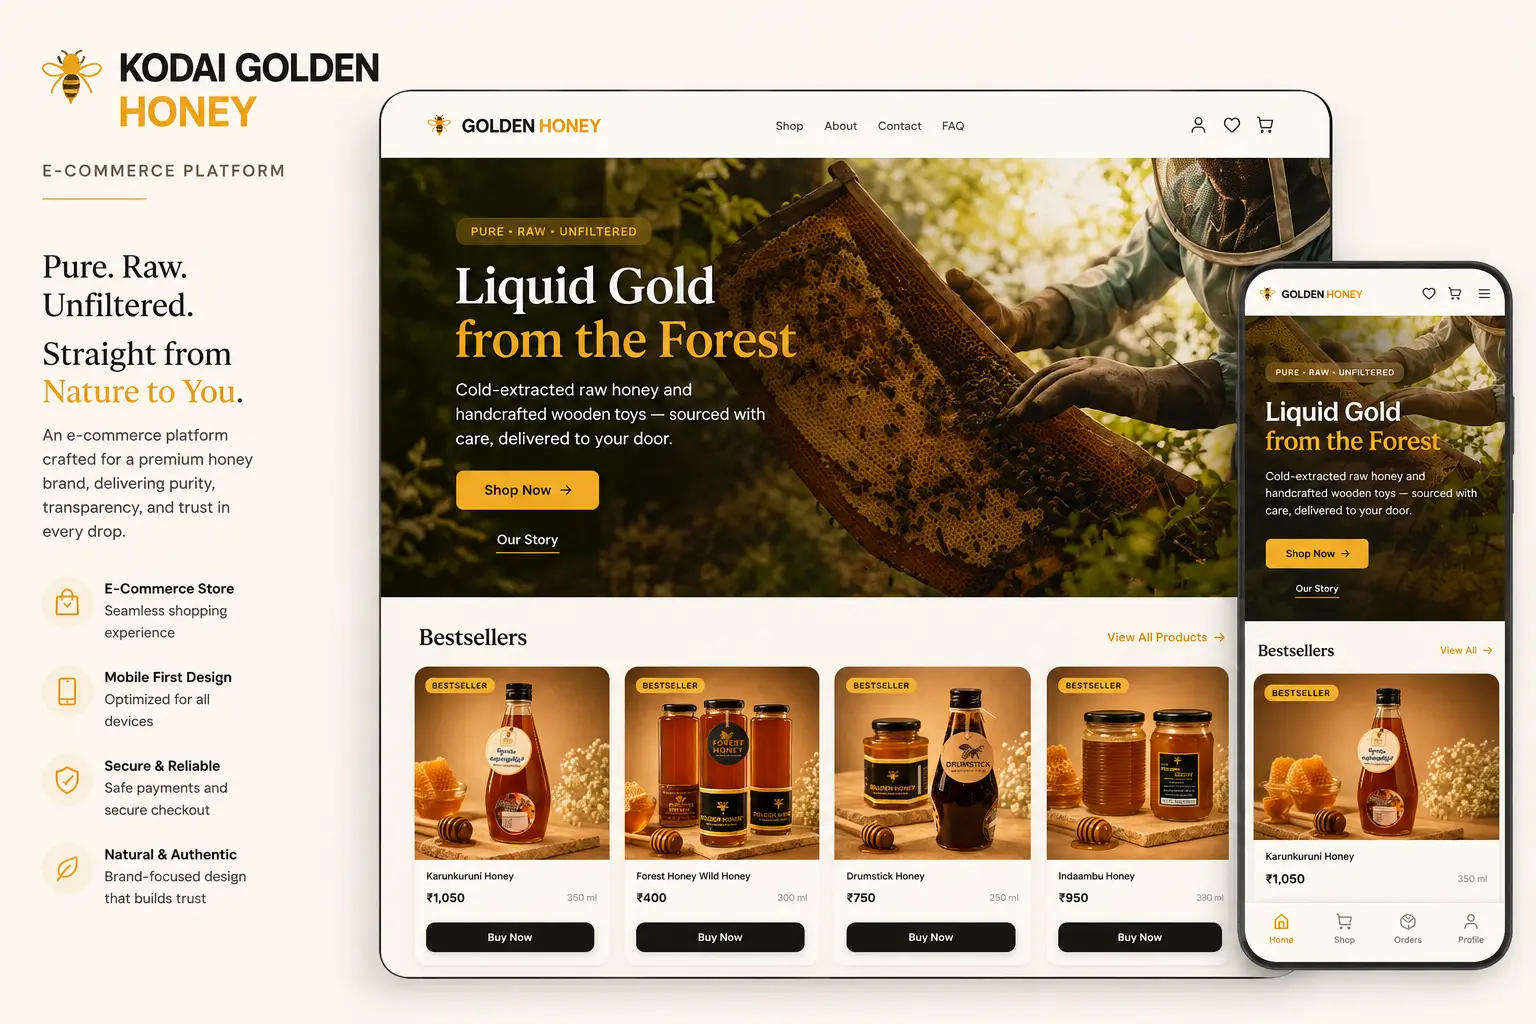 KODAI GOLDEN
HONEY
E-COMMERCE PLATFORM
Pure. Raw.
Unfiltered.
Straight from
Nature to You.
An e-commerce platform
crafted for a premium honey
brand, delivering purity,
transparency, and trust in
every drop.
E-Commerce Store
Seamless shopping
experience
Mobile First Design
Optimized for all
devices
Secure & Reliable
Safe payments and
secure checkout
Natural & Authentic
Brand-focused design
that builds trust
GOLDEN HONEY
Shop About Contact FAQ
PURE • RAW • UNFILTERED
Liquid Gold
from the Forest
Cold-extracted raw honey and
handcrafted wooden toys — sourced with
care, delivered to your door.
Shop Now →
Our Story
Bestsellers
View All Products →
BESTSELLER
Karunkuruni Honey
₹1,050 350 ml
Buy Now
BESTSELLER
FOREST
HONEY
GOLDEN HONEY
Forest Honey Wild Honey
₹400 300 ml
Buy Now
BESTSELLER
GOLDEN HONEY
DRUMSTICK
Drumstick Honey
₹750 250 ml
Buy Now
BESTSELLER
Indaambu Honey
₹950 330 ml
Buy Now
GOLDEN HONEY
PURE • RAW • UNFILTERED
Liquid Gold
from the Forest
Cold-extracted raw honey and
handcrafted wooden toys — sourced with
care, delivered to your door.
Shop Now →
Our Story
Bestsellers
View All →
BESTSELLER
Karunkuruni Honey
₹1,050 350 ml
Home Shop Orders Profile